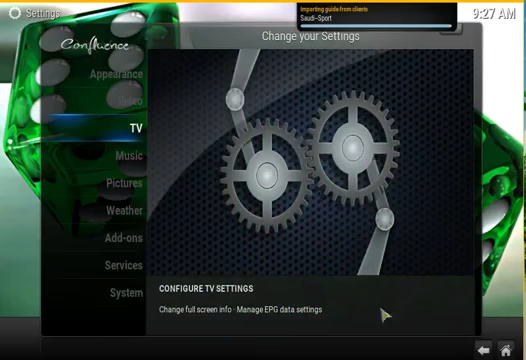 Settings
Importing guide from clients
Saudi-Sport
9:27 AM
Confluence
Change your Settings
Appearance
Video
TV
Music
Pictures
Weather
Add-ons
Services
System
CONFIGURE TV SETTINGS
Change full screen info · Manage EPG data settings